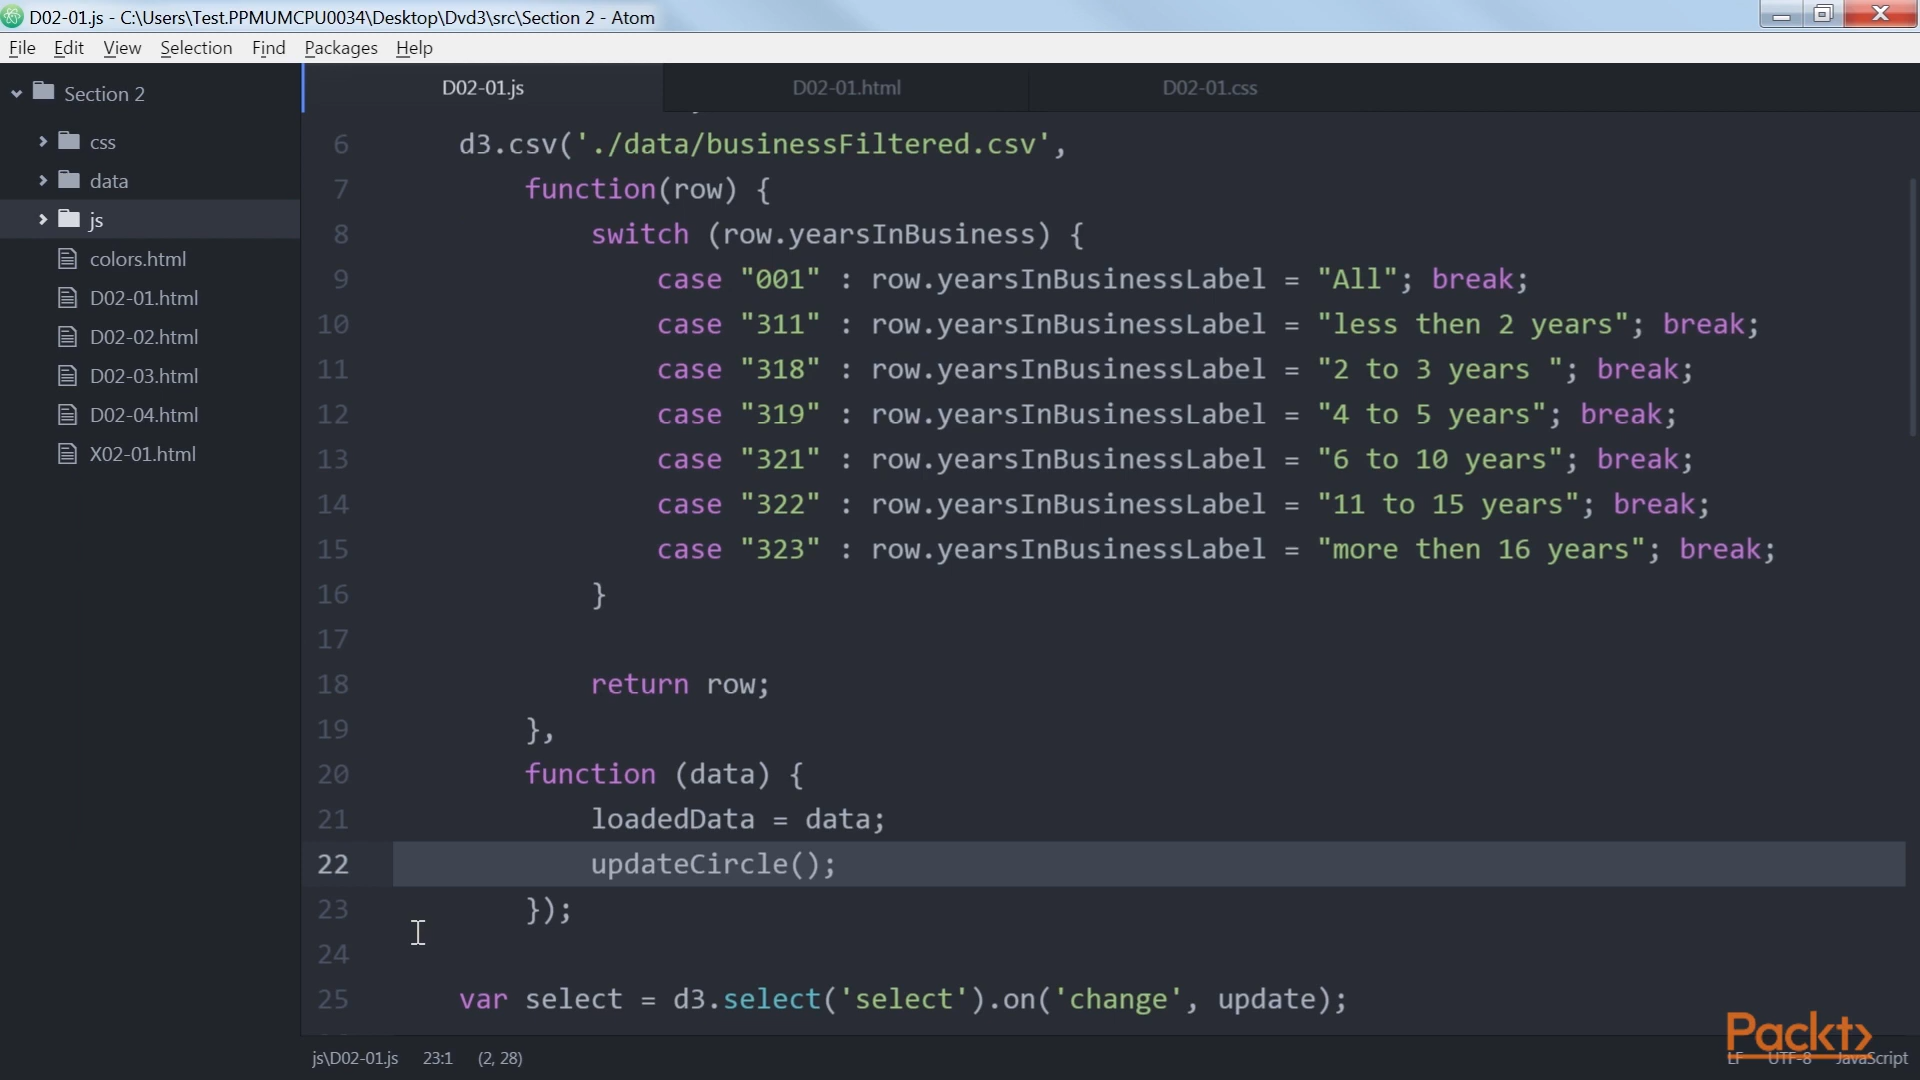 D02-01.js - C:\Users\Test.PPMUMCPU0034\Desktop\Dvd3\src\Section 2 - Atom
File Edit View Selection Find Packages Help
Section 2
css
data
js
colors.html
D02-01.html
D02-02.html
D02-03.html
D02-04.html
X02-01.html
D02-01.js D02-01.html D02-01.css
6 d3.csv('./data/businessFiltered.csv',
7 function(row) {
8 switch (row.yearsInBusiness) {
9 case "001" : row.yearsInBusinessLabel = "All"; break;
10 case "311" : row.yearsInBusinessLabel = "less then 2 years"; break;
11 case "318" : row.yearsInBusinessLabel = "2 to 3 years "; break;
12 case "319" : row.yearsInBusinessLabel = "4 to 5 years"; break;
13 case "321" : row.yearsInBusinessLabel = "6 to 10 years"; break;
14 case "322" : row.yearsInBusinessLabel = "11 to 15 years"; break;
15 case "323" : row.yearsInBusinessLabel = "more then 16 years"; break;
16 }
17
18 return row;
19 },
20 function (data) {
21 loadedData = data;
22 updateCircle();
23 });
24
25 var select = d3.select('select').on('change', update);
Packt>
js\D02-01.js 23:1 (2, 28) LF UTF-8 JavaScript